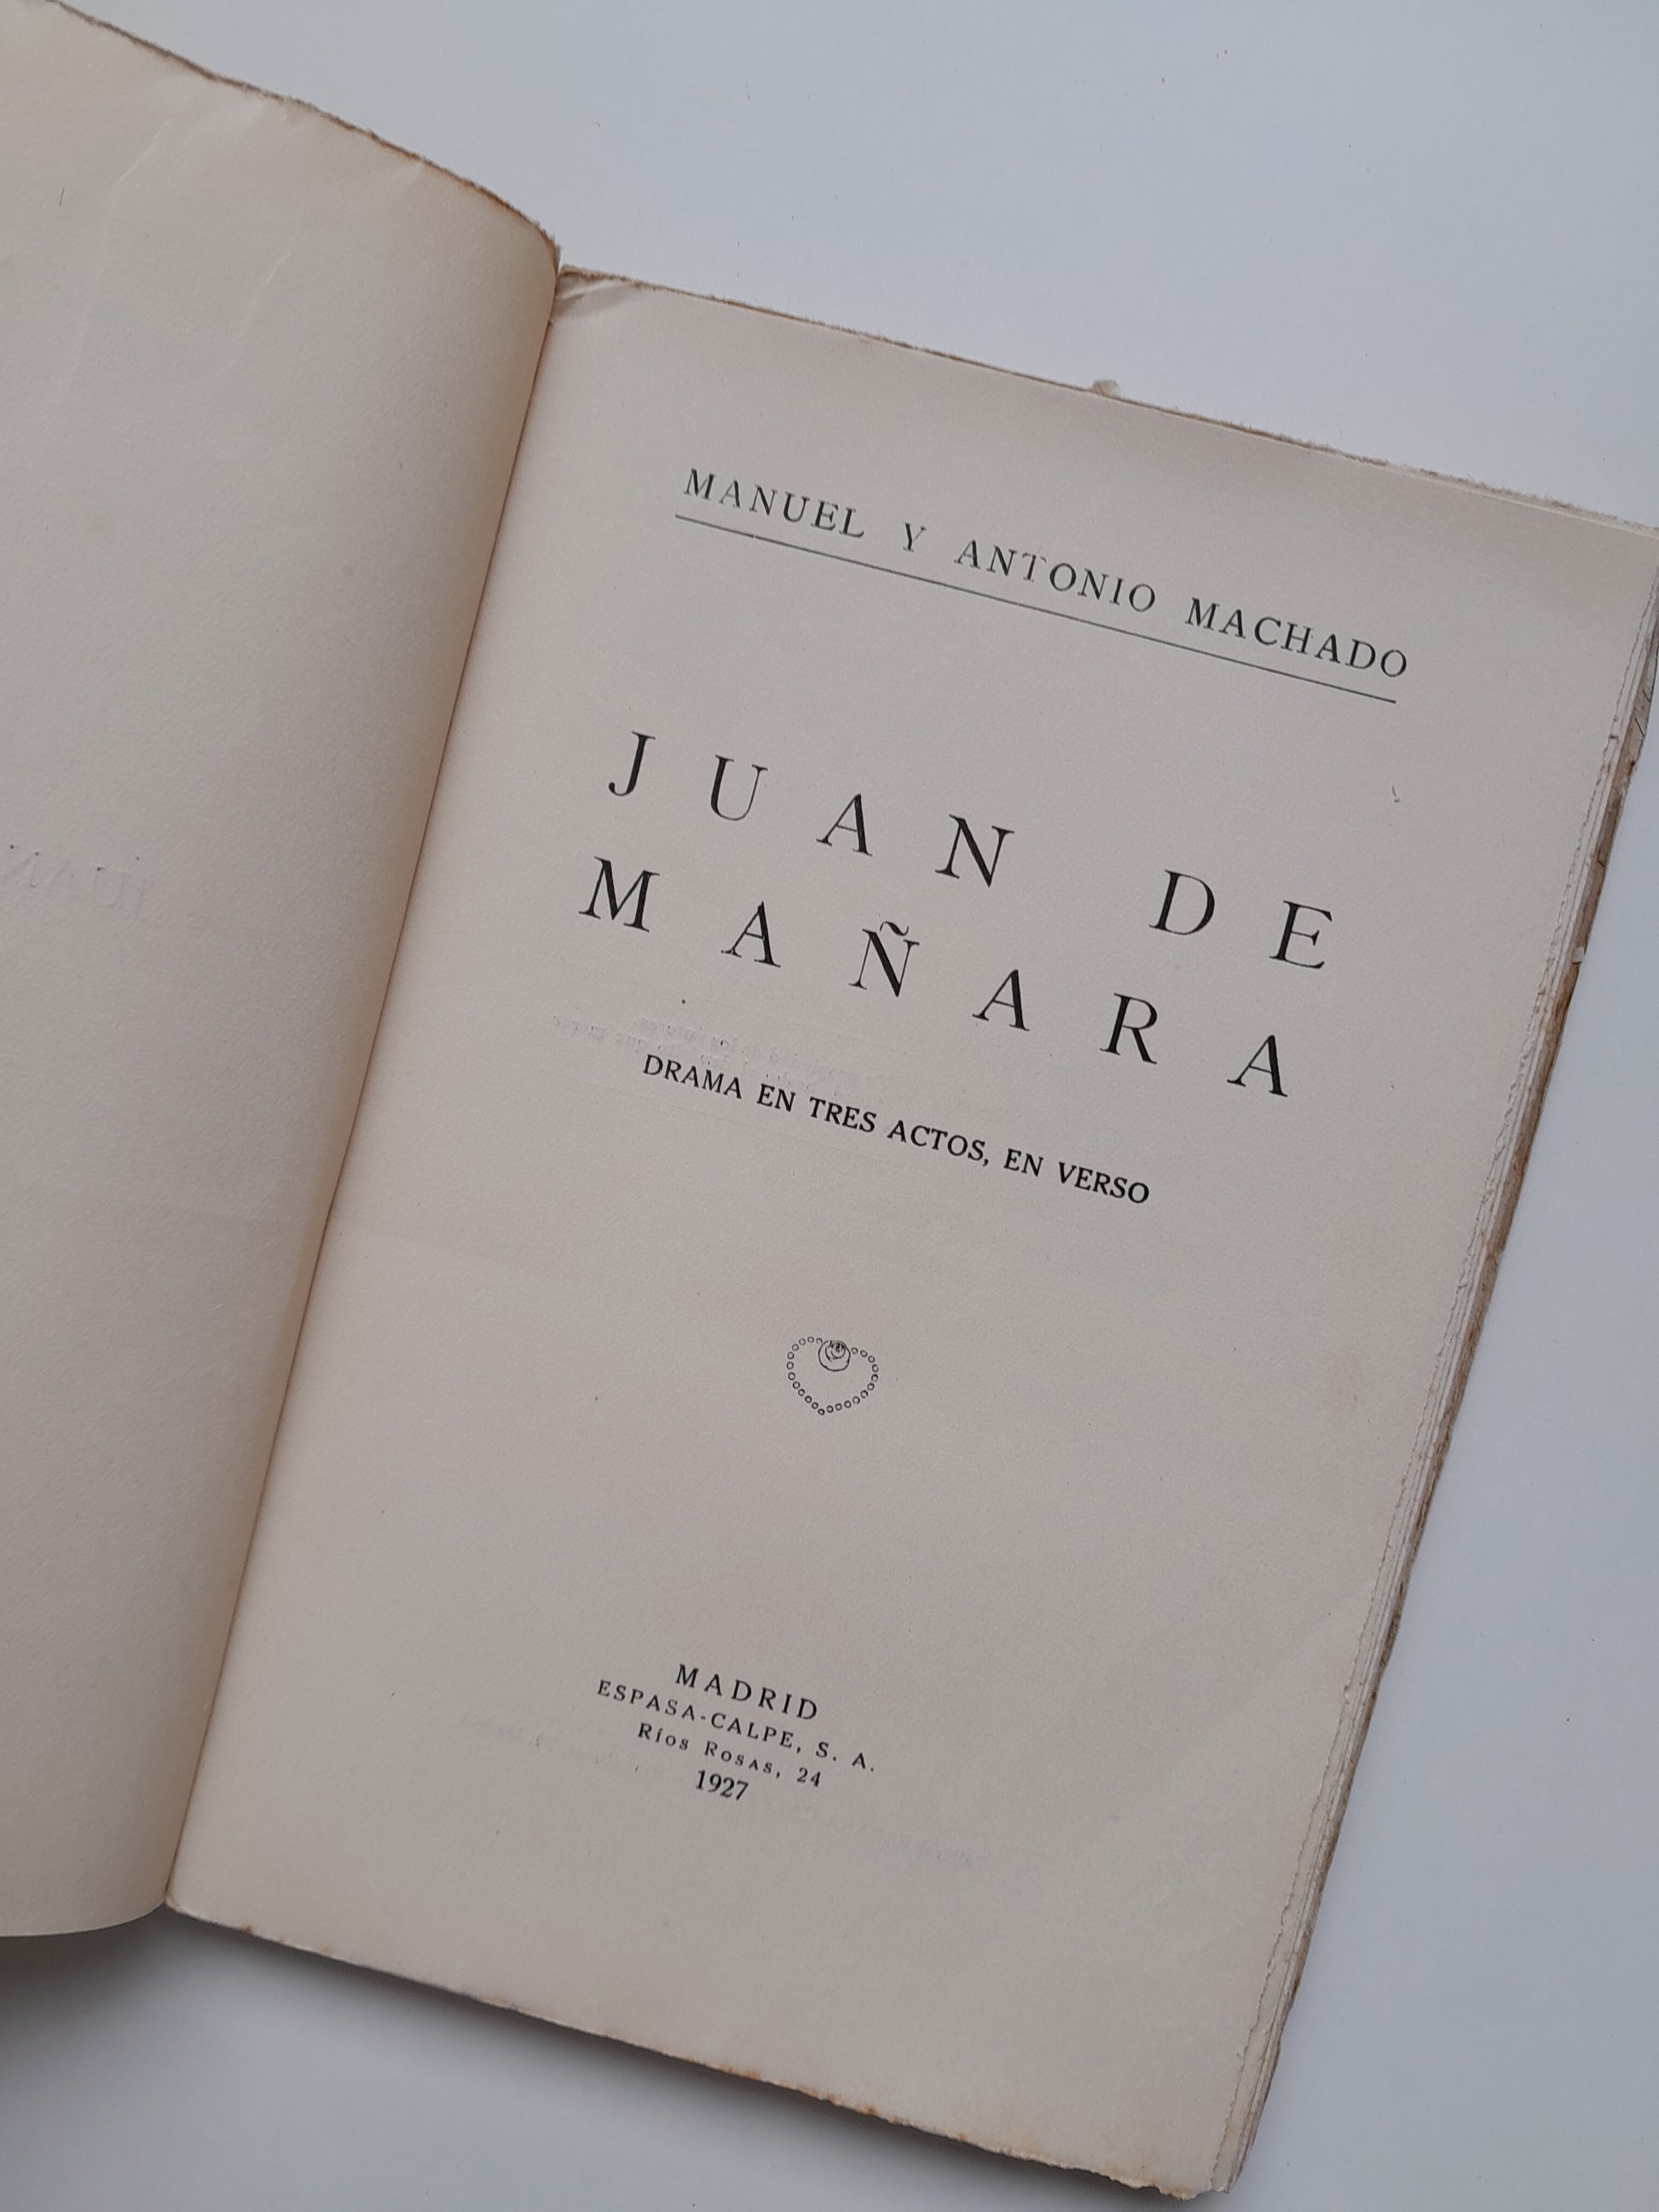 MANUEL Y ANTONIO MACHADO
JUAN DE
MAÑARA
DRAMA EN TRES ACTOS, EN VERSO
MADRID
ESPASA-CALPE, S. A.
Ríos Rosas, 24
1927